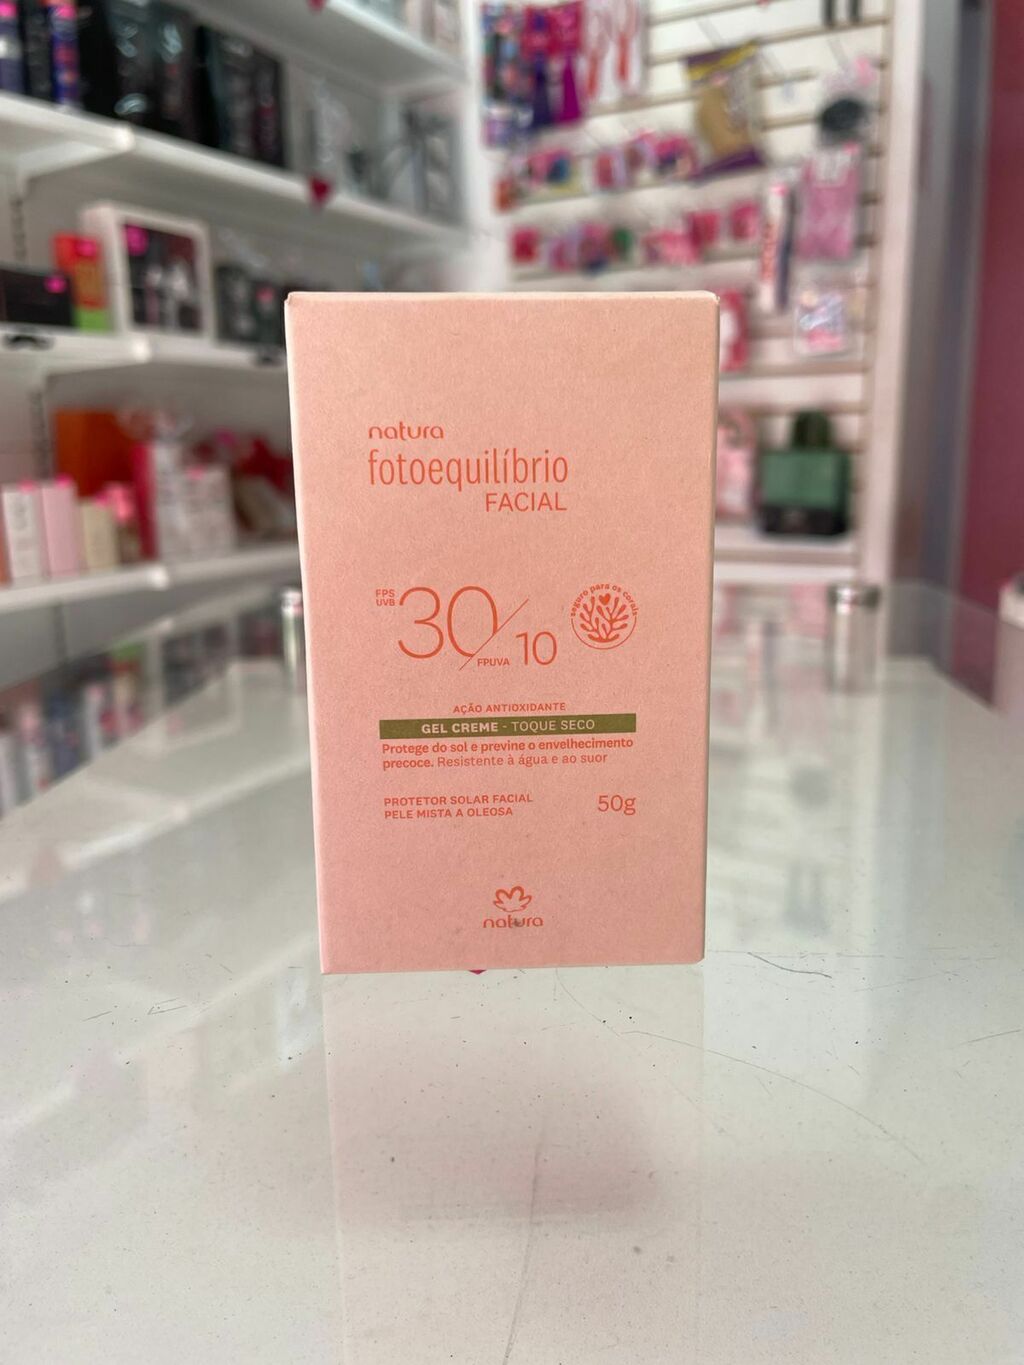 natura
fotoequilíbrio
FACIAL
FPS
UVB
30/10
FPUVA
seguro para os corais
AÇÃO ANTIOXIDANTE
GEL CREME - TOQUE SECO
Protege do sol e previne o envelhecimento
precoce. Resistente à água e ao suor
PROTETOR SOLAR FACIAL
PELE MISTA A OLEOSA
50g
natura